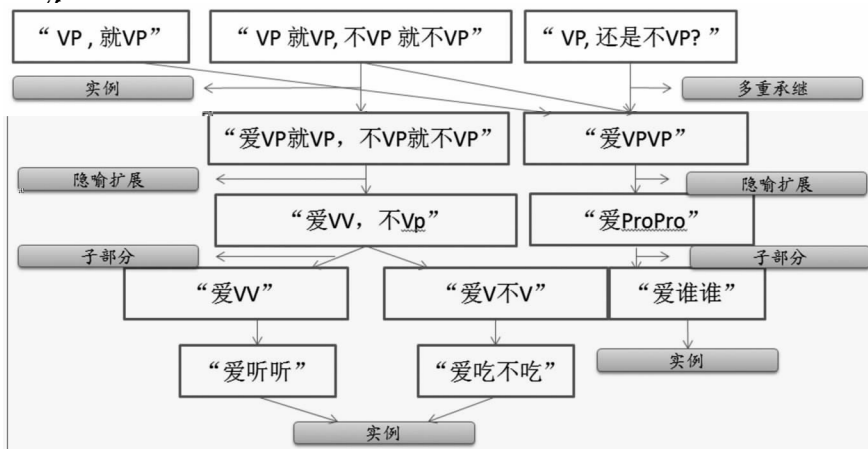 “ VP , 就VP”
“ VP 就VP, 不VP 就不VP”
“ VP, 还是不VP? ”
实例
多重承继
“爱VP就VP，不VP就不VP”
“爱VPVP”
隐喻扩展
隐喻扩展
“爱VV，不Vp”
“爱ProPro”
子部分
子部分
“爱VV”
“爱V不V”
“爱谁谁”
“爱听听”
“爱吃不吃”
实例
实例